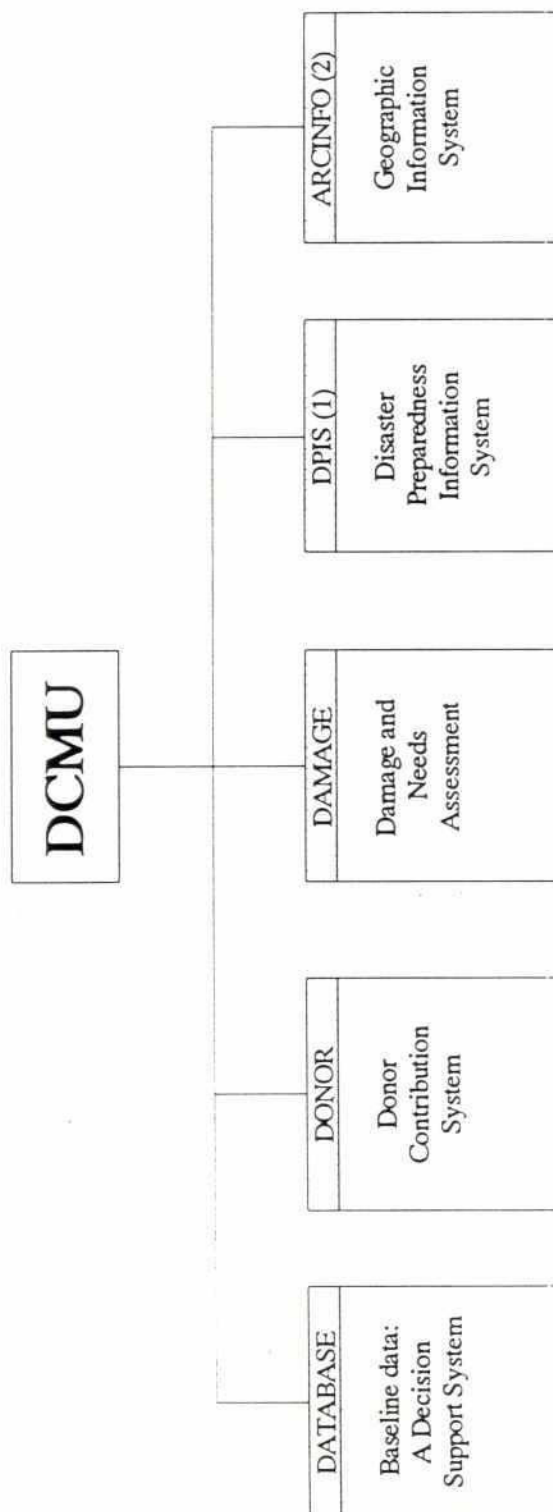 DCMU
DATABASE
Baseline data:
A Decision
Support System
DONOR
Donor
Contribution
System
DAMAGE
Damage and
Needs
Assessment
DPIS (1)
Disaster
Preparedness
Information
System
ARCINFO (2)
Geographic
Information
System